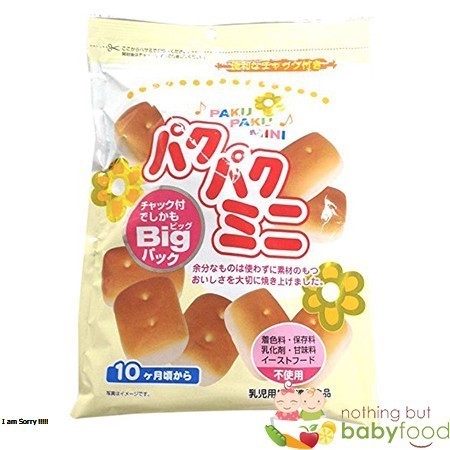 便利なチャック付き
PAKU
PAKU
MINI
パクパク
ミニ
チャック付
でしかも
ビッグ
Big
パック
余分なものは使わずに素材のもつ
おいしさを大切に焼き上げました。
着色料・保存料
乳化剤・甘味料
イーストフード
不使用
10ヶ月頃から
写真はイメージです。
I am Sorry !!!!!
nothing but
babyfood